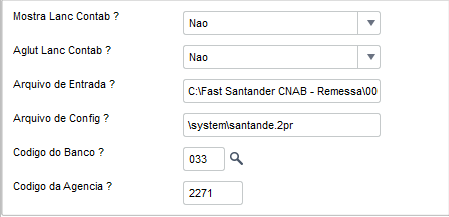 Mostra Lanc Contab ? Nao
Aglut Lanc Contab ? Nao
Arquivo de Entrada ? C:\Fast Santander CNAB - Remessa\00
Arquivo de Config ? \system\santande.2pr
Codigo do Banco ? 033
Codigo da Agencia ? 2271